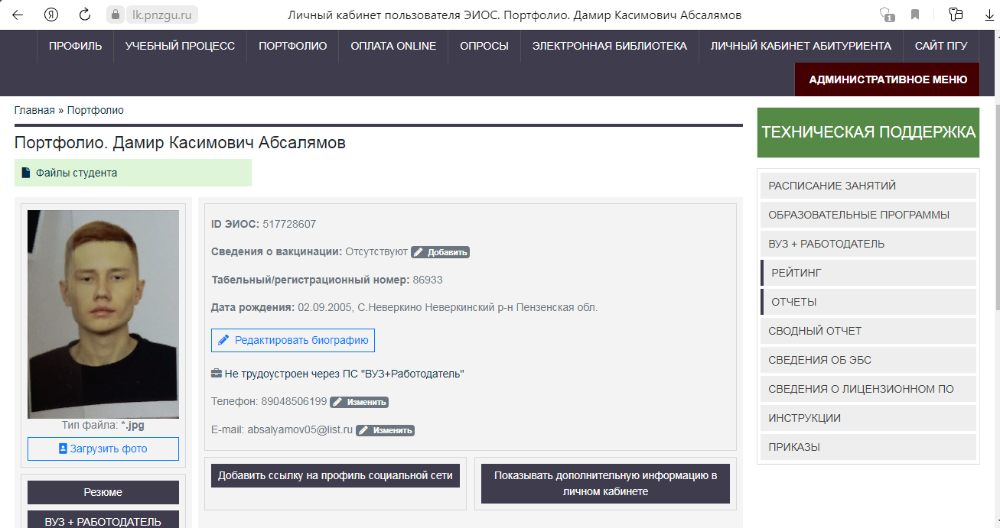 lk.pnzgu.ru
Личный кабинет пользователя ЭИОС. Портфолио. Дамир Касимович Абсалямов
1
ПРОФИЛЬ
УЧЕБНЫЙ ПРОЦЕСС
ПОРТФОЛИО
ОПЛАТА ONLINE
ОПРОСЫ
ЭЛЕКТРОННАЯ БИБЛИОТЕКА
ЛИЧНЫЙ КАБИНЕТ АБИТУРИЕНТА
САЙТ ПГУ
АДМИНИСТРАТИВНОЕ МЕНЮ
Главная » Портфолио
Портфолио. Дамир Касимович Абсалямов
Файлы студента
Тип файла: *.jpg
Загрузить фото
Резюме
ВУЗ + РАБОТОДАТЕЛЬ
ID ЭИОС: 517728607
Сведения о вакцинации: Отсутствуют Добавить
Табельный/регистрационный номер: 86933
Дата рождения: 02.09.2005, С.Неверкино Неверкинский р-н Пензенская обл.
Редактировать биографию
Не трудоустроен через ПС "ВУЗ+Работодатель"
Телефон: 89048506199 Изменить
E-mail: absalyamov05@list.ru Изменить
Добавить ссылку на профиль социальной сети
Показывать дополнительную информацию в
личном кабинете
ТЕХНИЧЕСКАЯ ПОДДЕРЖКА
РАСПИСАНИЕ ЗАНЯТИЙ
ОБРАЗОВАТЕЛЬНЫЕ ПРОГРАММЫ
ВУЗ + РАБОТОДАТЕЛЬ
РЕЙТИНГ
ОТЧЕТЫ
СВОДНЫЙ ОТЧЕТ
СВЕДЕНИЯ ОБ ЭБС
СВЕДЕНИЯ О ЛИЦЕНЗИОННОМ ПО
ИНСТРУКЦИИ
ПРИКАЗЫ